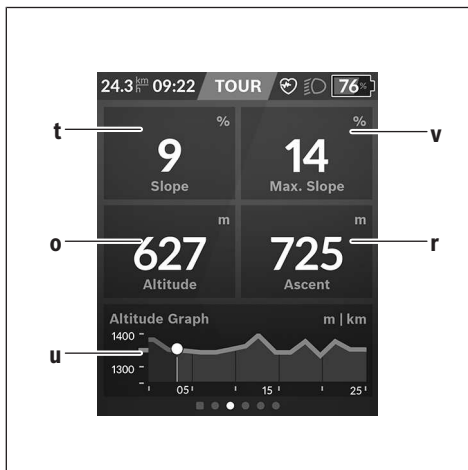 24.3 km/h 09:22 TOUR 76%
t % % v
9 14
Slope Max. Slope
o m m r
627 725
Altitude Ascent
Altitude Graph m | km
1400
u
1300
05 15 25